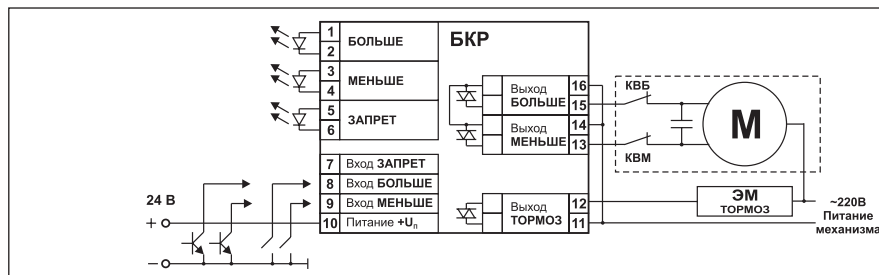 БКР
1
2
БОЛЬШЕ
3
4
МЕНЬШЕ
5
6
ЗАПРЕТ
7 Вход ЗАПРЕТ
8 Вход БОЛЬШЕ
9 Вход МЕНЬШЕ
10 Питание +Uп
24 В
+
−
Выход
БОЛЬШЕ
16
15
Выход
МЕНЬШЕ
14
13
Выход
ТОРМОЗ
12
11
КВБ
КВМ
М
ЭМ
ТОРМОЗ
~220В
Питание
механизма